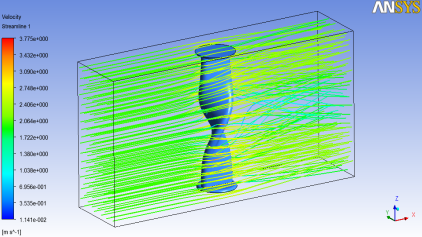 ANSYS
Velocity
Streamline 1
3.775e+000
3.432e+000
3.090e+000
2.748e+000
2.406e+000
2.064e+000
1.722e+000
1.380e+000
1.038e+000
6.956e-001
3.535e-001
1.141e-002
[m s^-1]
Z
Y
X